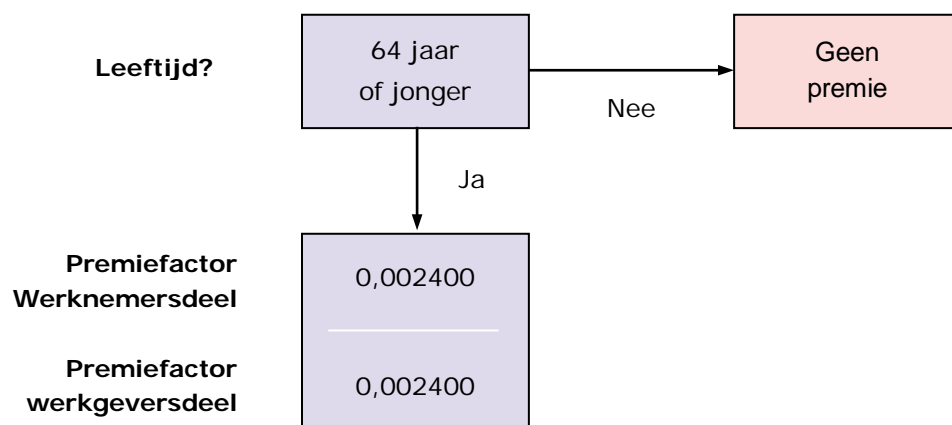 Leeftijd?
64 jaar
of jonger
Geen
premie
Nee
Ja
Premiefactor
Werknemersdeel
0,002400
Premiefactor
werkgeversdeel
0,002400